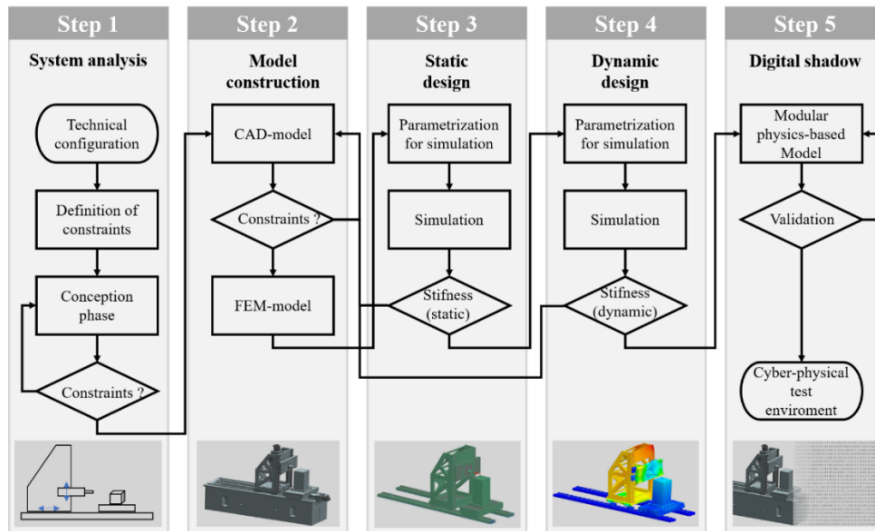 Step 1
System analysis
Technical
configuration
Definition of
constraints
Conception
phase
Constraints ?
Step 2
Model
construction
CAD-model
Constraints ?
FEM-model
Step 3
Static
design
Parametrization
for simulation
Simulation
Stifness
(static)
Step 4
Dynamic
design
Parametrization
for simulation
Simulation
Stifness
(dynamic)
Step 5
Digital shadow
Modular
physics-based
Model
Validation
Cyber-physical
test
enviroment